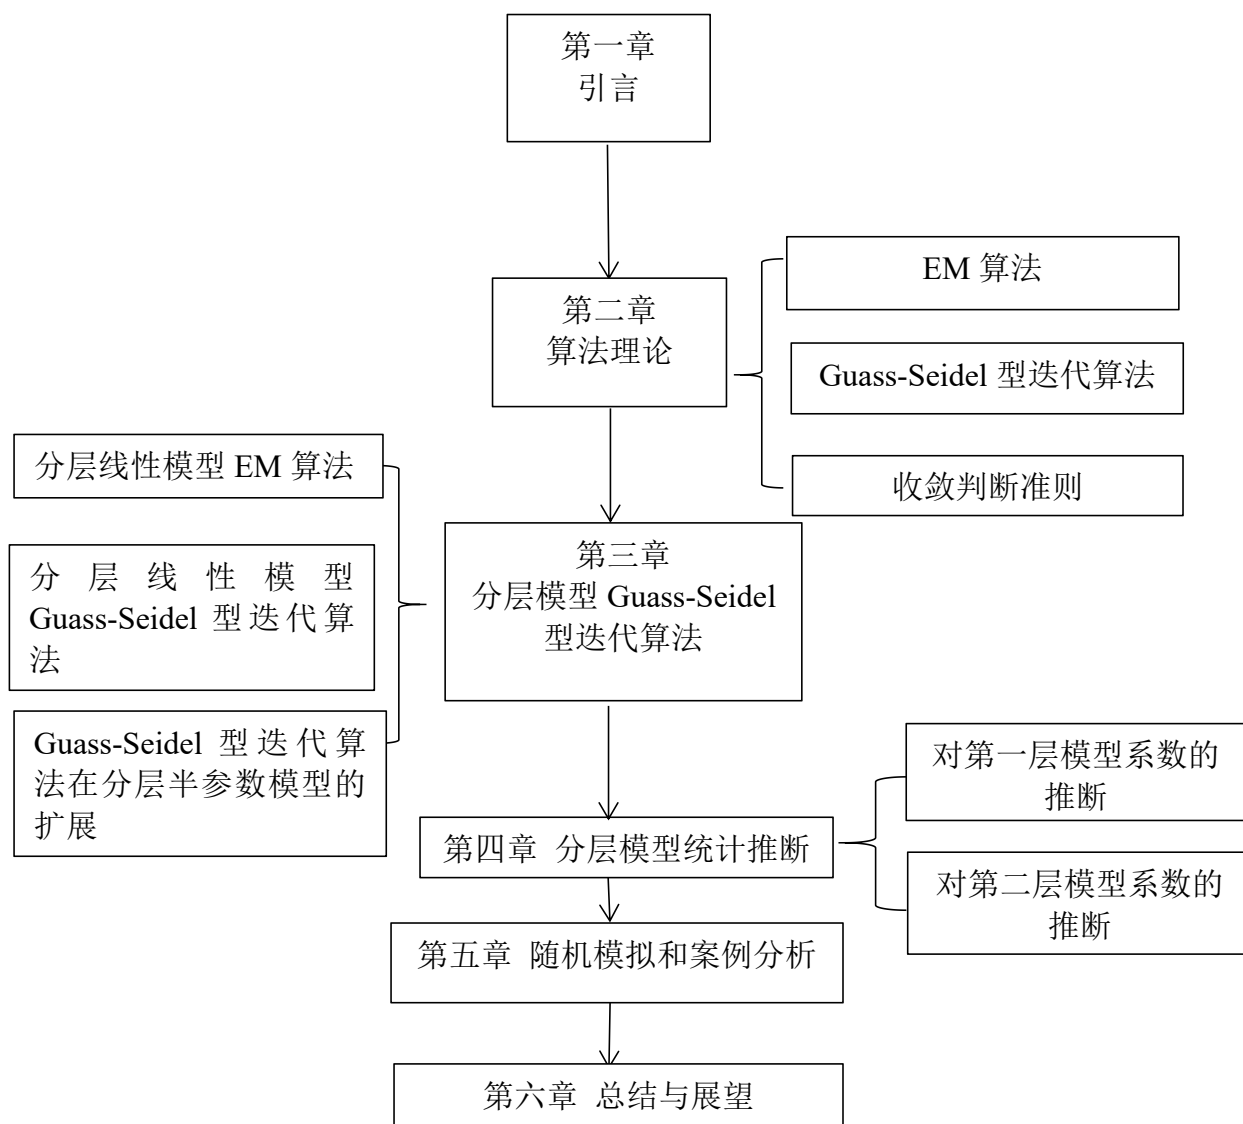 第一章
引言
第二章
算法理论
EM 算法
Guass-Seidel 型迭代算法
收敛判断准则
分层线性模型 EM 算法
分层线性模型
Guass-Seidel 型迭代算
法
Guass-Seidel 型迭代算
法在分层半参数模型的
扩展
第三章
分层模型 Guass-Seidel
型迭代算法
第四章 分层模型统计推断
对第一层模型系数的
推断
对第二层模型系数的
推断
第五章 随机模拟和案例分析
第六章 总结与展望